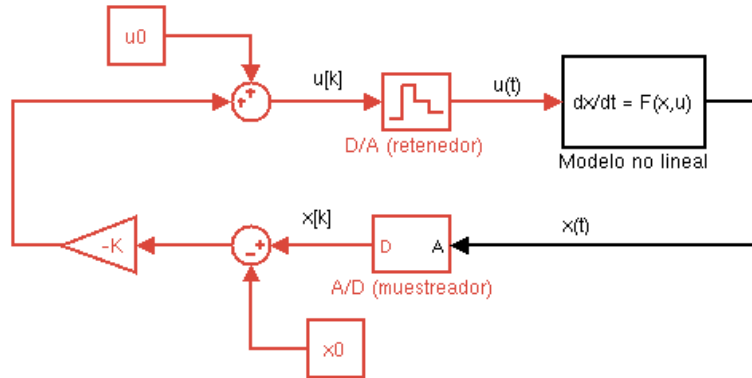 u0
u[k]
u(t)
dx/dt = F(x,u)
D/A (retenedor)
Modelo no lineal
x[k]
x(t)
-K
D
A
A/D (muestreador)
x0